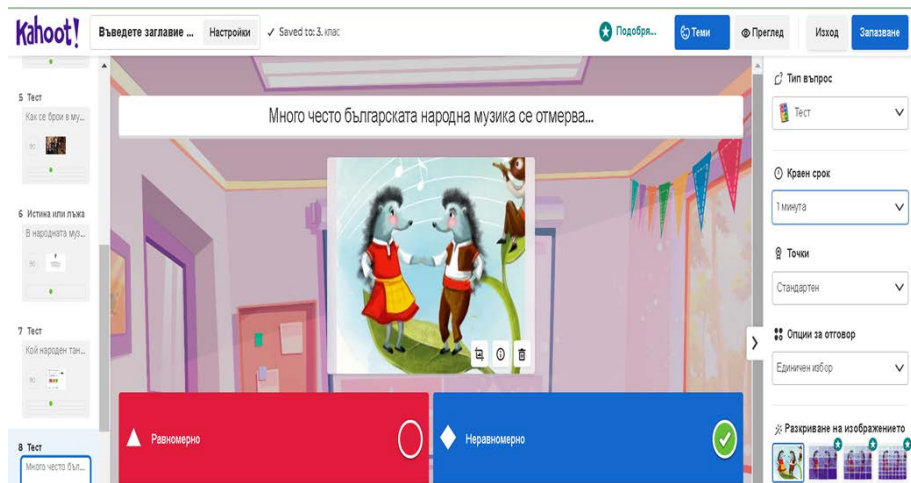 Kahoot!
Въведете заглавие ...
Настройки
✓ Saved to: 3. клас
Подобря...
Теми
Преглед
Изход
Запазване
5 Тест
Как се брои в му...
6 Истина или лъжа
В народната муз...
7 Тест
Кой народен тан...
8 Тест
Много често бъл...
Много често българската народна музика се отмерва...
Равномерно
Неравномерно
Тип въпрос
Тест
Краен срок
1 минута
Точки
Стандартен
Опции за отговор
Единичен избор
Разкриване на изображението